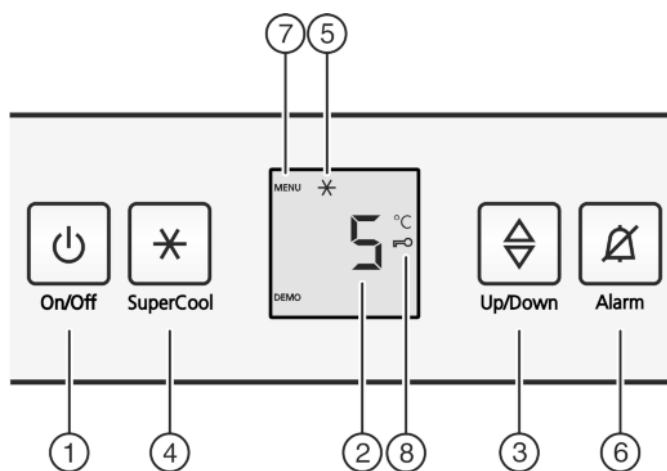 7 5
MENU
5 °C
DEMO
On/Off SuperCool Up/Down Alarm
1 4 2 8 3 6